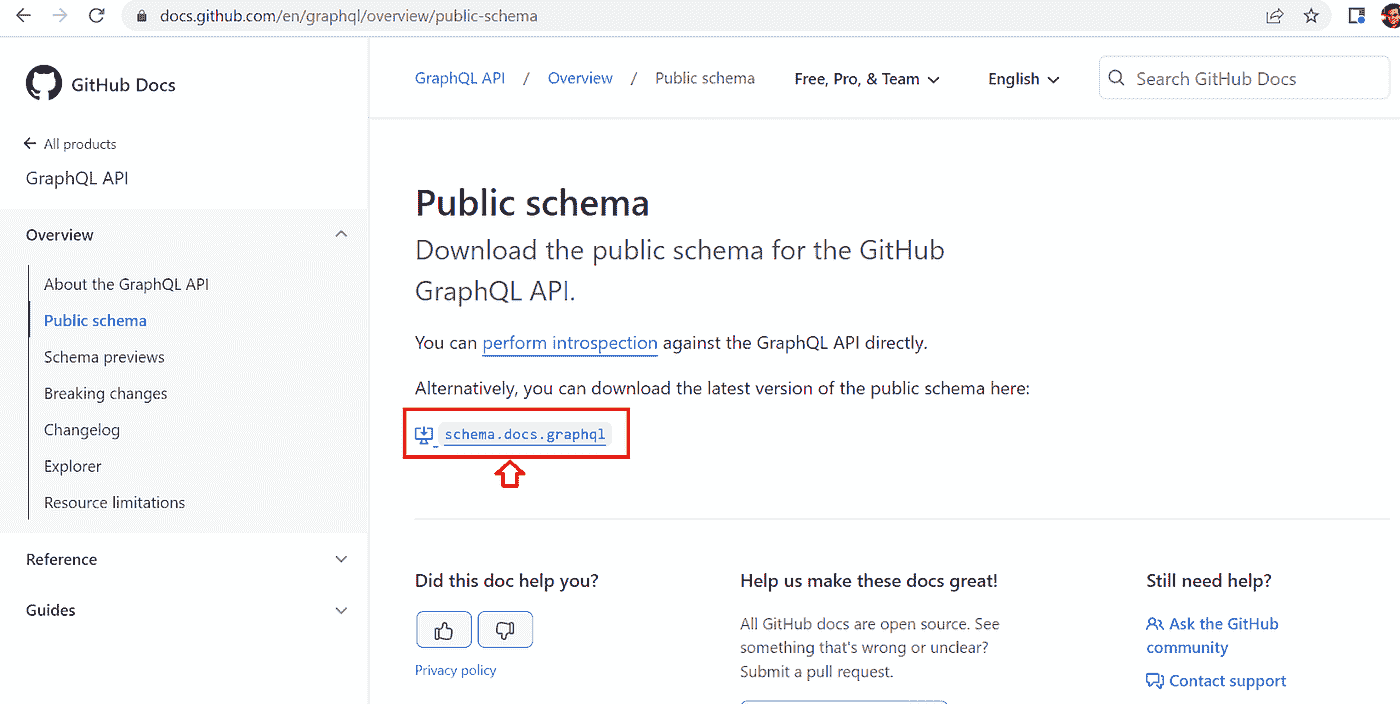 docs.github.com/en/graphql/overview/public-schema
GitHub Docs
All products
GraphQL API
Overview
About the GraphQL API
Public schema
Schema previews
Breaking changes
Changelog
Explorer
Resource limitations
Reference
Guides
GraphQL API / Overview / Public schema
Free, Pro, & Team
English
Search GitHub Docs
Public schema
Download the public schema for the GitHub
GraphQL API.
You can perform introspection against the GraphQL API directly.
Alternatively, you can download the latest version of the public schema here:
schema.docs.graphql
Did this doc help you?
Privacy policy
Help us make these docs great!
All GitHub docs are open source. See
something that's wrong or unclear?
Submit a pull request.
Still need help?
Ask the GitHub
community
Contact support